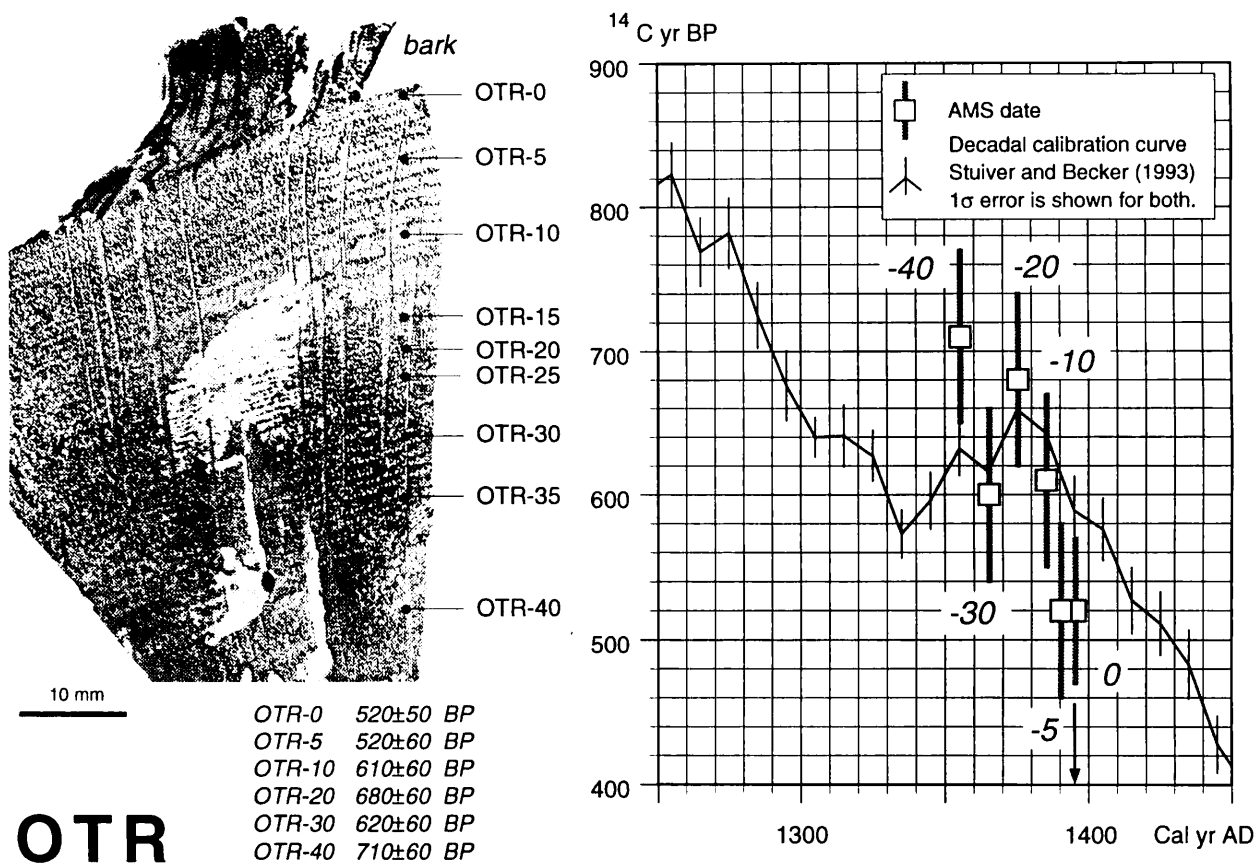 bark
OTR-0
OTR-5
OTR-10
OTR-15
OTR-20
OTR-25
OTR-30
OTR-35
OTR-40
10 mm
OTR-0 520±50 BP
OTR-5 520±60 BP
OTR-10 610±60 BP
OTR-20 680±60 BP
OTR-30 620±60 BP
OTR-40 710±60 BP
OTR
14C yr BP
900
800
700
600
500
400
AMS date
Decadal calibration curve
Stuiver and Becker (1993)
1σ error is shown for both.
-40
-20
-10
-30
0
-5
1300
1400
Cal yr AD